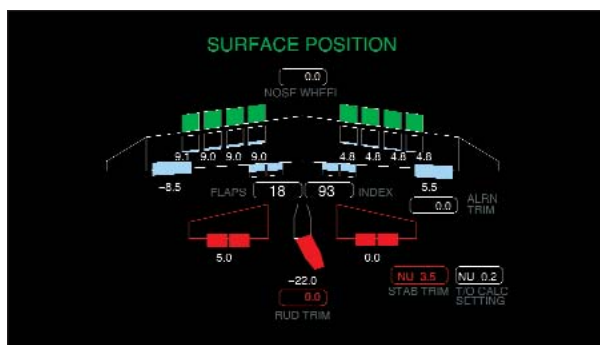 SURFACE POSITION
0.0
NOSE WHEEL
9.1 9.0 9.0 9.0 4.8 4.8 4.8 4.8
-8.5 5.5
FLAPS 18 93 INDEX
0.0 ALRN
TRIM
5.0 0.0
-22.0
NU 3.5 NU 0.2
0.0 STAB TRIM T/O CALC
SETTING
RUD TRIM